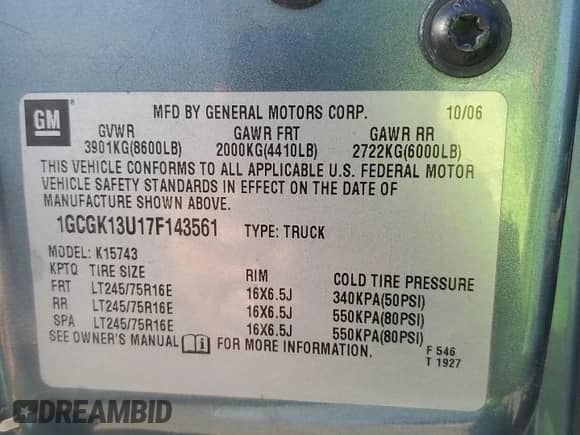 GM
MFD BY GENERAL MOTORS CORP. 10/06
GVWR GAWR FRT GAWR RR
3901KG(8600LB) 2000KG(4410LB) 2722KG(6000LB)
THIS VEHICLE CONFORMS TO ALL APPLICABLE U.S. FEDERAL MOTOR
VEHICLE SAFETY STANDARDS IN EFFECT ON THE DATE OF
MANUFACTURE SHOWN ABOVE.
1GCGK13U17F143561 TYPE: TRUCK
MODEL: K15743
KPTQ TIRE SIZE RIM COLD TIRE PRESSURE
FRT LT245/75R16E 16X6.5J 340KPA(50PSI)
RR LT245/75R16E 16X6.5J 550KPA(80PSI)
SPA LT245/75R16E 16X6.5J 550KPA(80PSI)
SEE OWNER'S MANUAL FOR MORE INFORMATION.
F 546
T 1927
DREAMBID